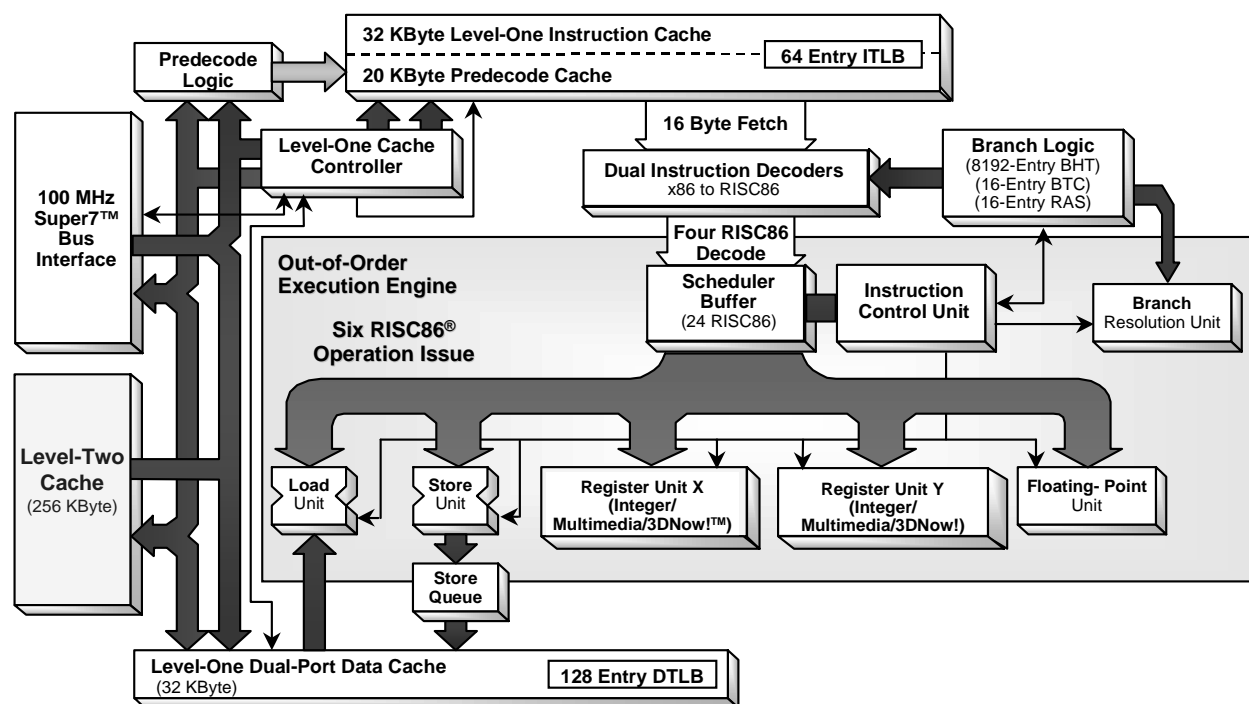 32 KByte Level-One Instruction Cache
64 Entry ITLB
20 KByte Predecode Cache
Predecode
Logic
16 Byte Fetch
Level-One Cache
Controller
Dual Instruction Decoders
x86 to RISC86
Branch Logic
(8192-Entry BHT)
(16-Entry BTC)
(16-Entry RAS)
100 MHz
Super7™
Bus
Interface
Four RISC86
Decode
Out-of-Order
Execution Engine
Scheduler
Buffer
(24 RISC86)
Instruction
Control Unit
Branch
Resolution Unit
Six RISC86®
Operation Issue
Level-Two
Cache
(256 KByte)
Load
Unit
Store
Unit
Register Unit X
(Integer/
Multimedia/3DNow!™)
Register Unit Y
(Integer/
Multimedia/3DNow!)
Floating- Point
Unit
Store
Queue
Level-One Dual-Port Data Cache
(32 KByte)
128 Entry DTLB